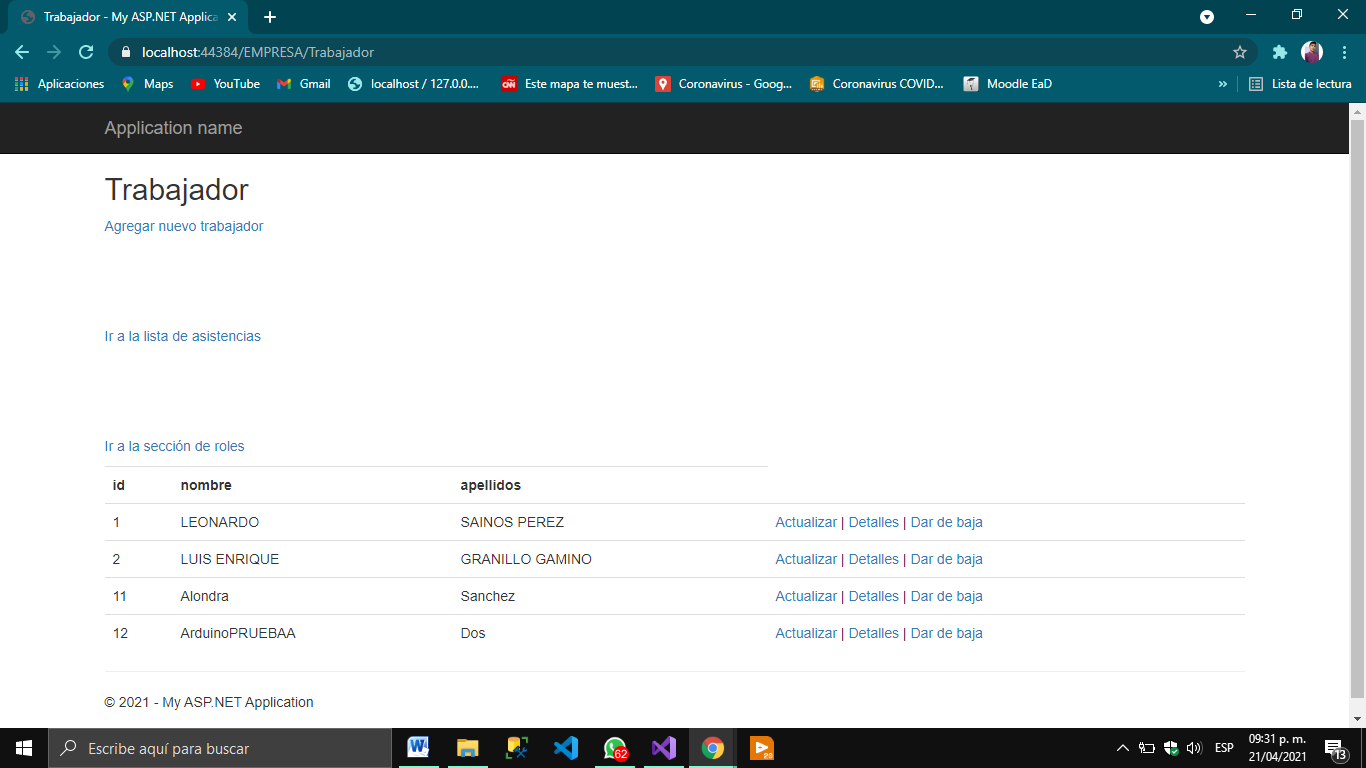 Trabajador - My ASP.NET Applica
localhost:44384/EMPRESA/Trabajador
Aplicaciones Maps YouTube Gmail localhost / 127.0.0.... CNN Este mapa te muest... Coronavirus - Goog... Coronavirus COVID... Moodle EaD » Lista de lectura
Application name
Trabajador
Agregar nuevo trabajador
Ir a la lista de asistencias
Ir a la sección de roles
id nombre apellidos
1 LEONARDO SAINOS PEREZ Actualizar | Detalles | Dar de baja
2 LUIS ENRIQUE GRANILLO GAMINO Actualizar | Detalles | Dar de baja
11 Alondra Sanchez Actualizar | Detalles | Dar de baja
12 ArduinoPRUEBAA Dos Actualizar | Detalles | Dar de baja
© 2021 - My ASP.NET Application
Escribe aquí para buscar
W
62
23
ESP
09:31 p. m.
21/04/2021
13